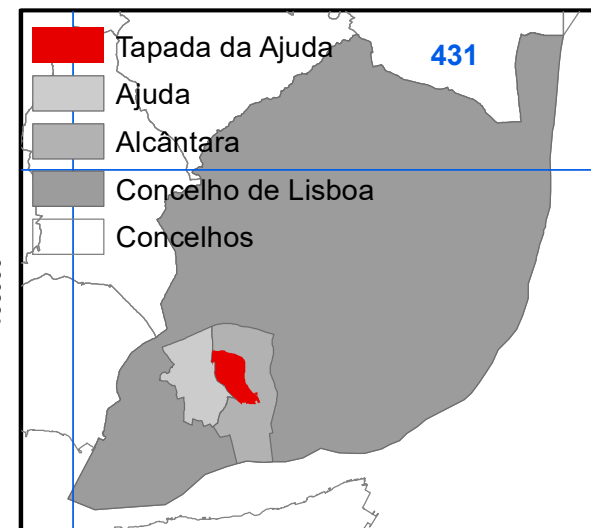 Tapada da Ajuda
431
Ajuda
Alcântara
Concelho de Lisboa
Concelhos